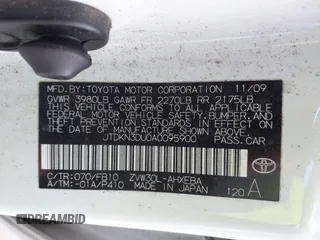 MFD.BY:TOYOTA MOTOR CORPORATION 11/09
GVWR 3980LB GAWR FR 2270LB RR 2175LB
THIS VEHICLE CONFORMS TO ALL APPLICABLE
FEDERAL MOTOR VEHICLE SAFETY, BUMPER AND
THEFT PREVENTION STANDARDS IN EFFECT ON
THE DATE OF MANUFACTURE SHOWN ABOVE.
JTDKN3DU0A0095900 PASS.CAR
C/TR:070/FB10 ZVW30L-AHXEBA
A/TM:-01A/P410 MADE IN JAPAN
120 A
TOYOTA
DREAMBID